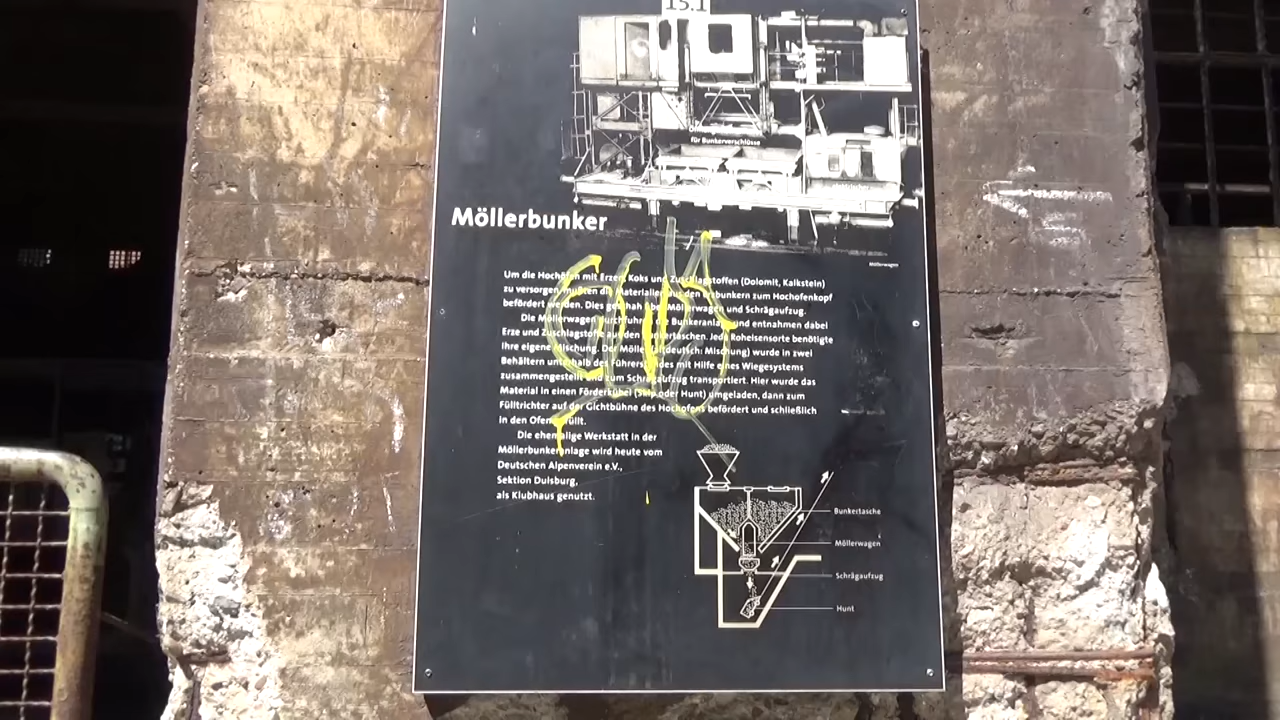 15.1
für Bunkerverschlüsse
Möllerbunker
Möllerwagen
Um die Hochöfen mit Erzen, Koks und Zuschlagstoffen (Dolomit, Kalkstein)
zu versorgen, mußten die Materialien aus den Erzbunkern zum Hochofenkopf
befördert werden. Dies geschah über Möllerwagen und Schrägaufzug.
Die Möllerwagen durchfuhren die Bunkeranlage und entnahmen dabei
Erze und Zuschlagstoffe aus den Bunkertaschen. Jede Roheisensorte benötigte
ihre eigene Mischung. Der Möller (altdeutsch: Mischung) wurde in zwei
Behältern unterhalb des Führerstandes mit Hilfe eines Wiegesystems
zusammengestellt und zum Schrägaufzug transportiert. Hier wurde das
Material in einen Förderkübel (Skip oder Hunt) umgeladen, dann zum
Fülltrichter auf der Gichtbühne des Hochofens befördert und schließlich
in den Ofen gefüllt.
Die ehemalige Werkstatt in der
Möllerbunkeranlage wird heute vom
Deutschen Alpenverein e.V.,
Sektion Duisburg,
als Klubhaus genutzt.
Bunkertasche
Möllerwagen
Schrägaufzug
Hunt